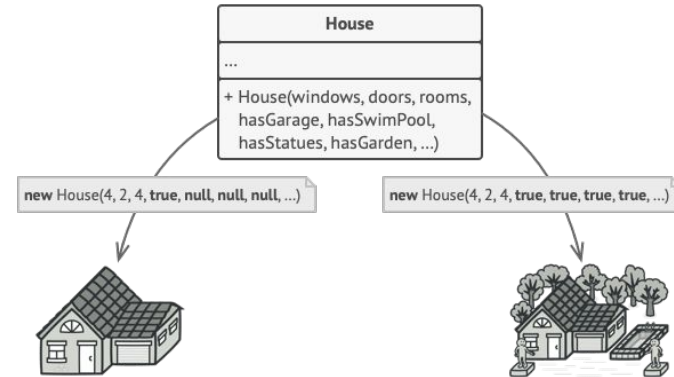 House
...
+ House(windows, doors, rooms,
hasGarage, hasSwimPool,
hasStatues, hasGarden, ...)
new House(4, 2, 4, true, null, null, null, ...)
new House(4, 2, 4, true, true, true, true, ...)